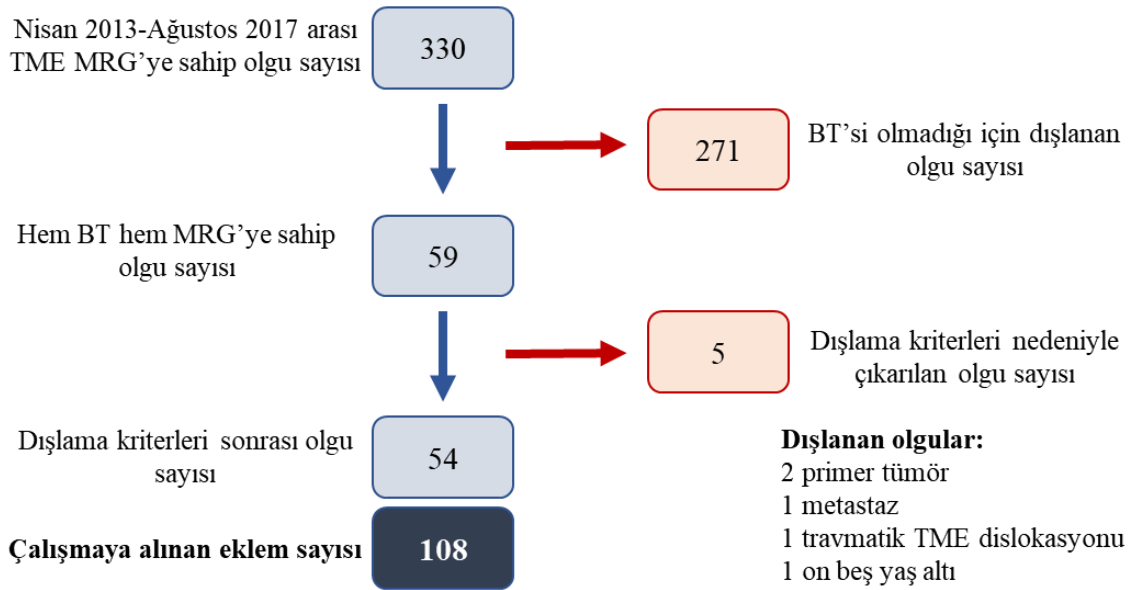 Nisan 2013-Ağustos 2017 arası
TME MRG’ye sahip olgu sayısı
330
271
BT’si olmadığı için dışlanan
olgu sayısı
Hem BT hem MRG’ye sahip
olgu sayısı
59
5
Dışlama kriterleri nedeniyle
çıkarılan olgu sayısı
Dışlama kriterleri sonrası olgu
sayısı
54
Çalışmaya alınan eklem sayısı
108
Dışlanan olgular:
2 primer tümör
1 metastaz
1 travmatik TME dislokasyonu
1 on beş yaş altı